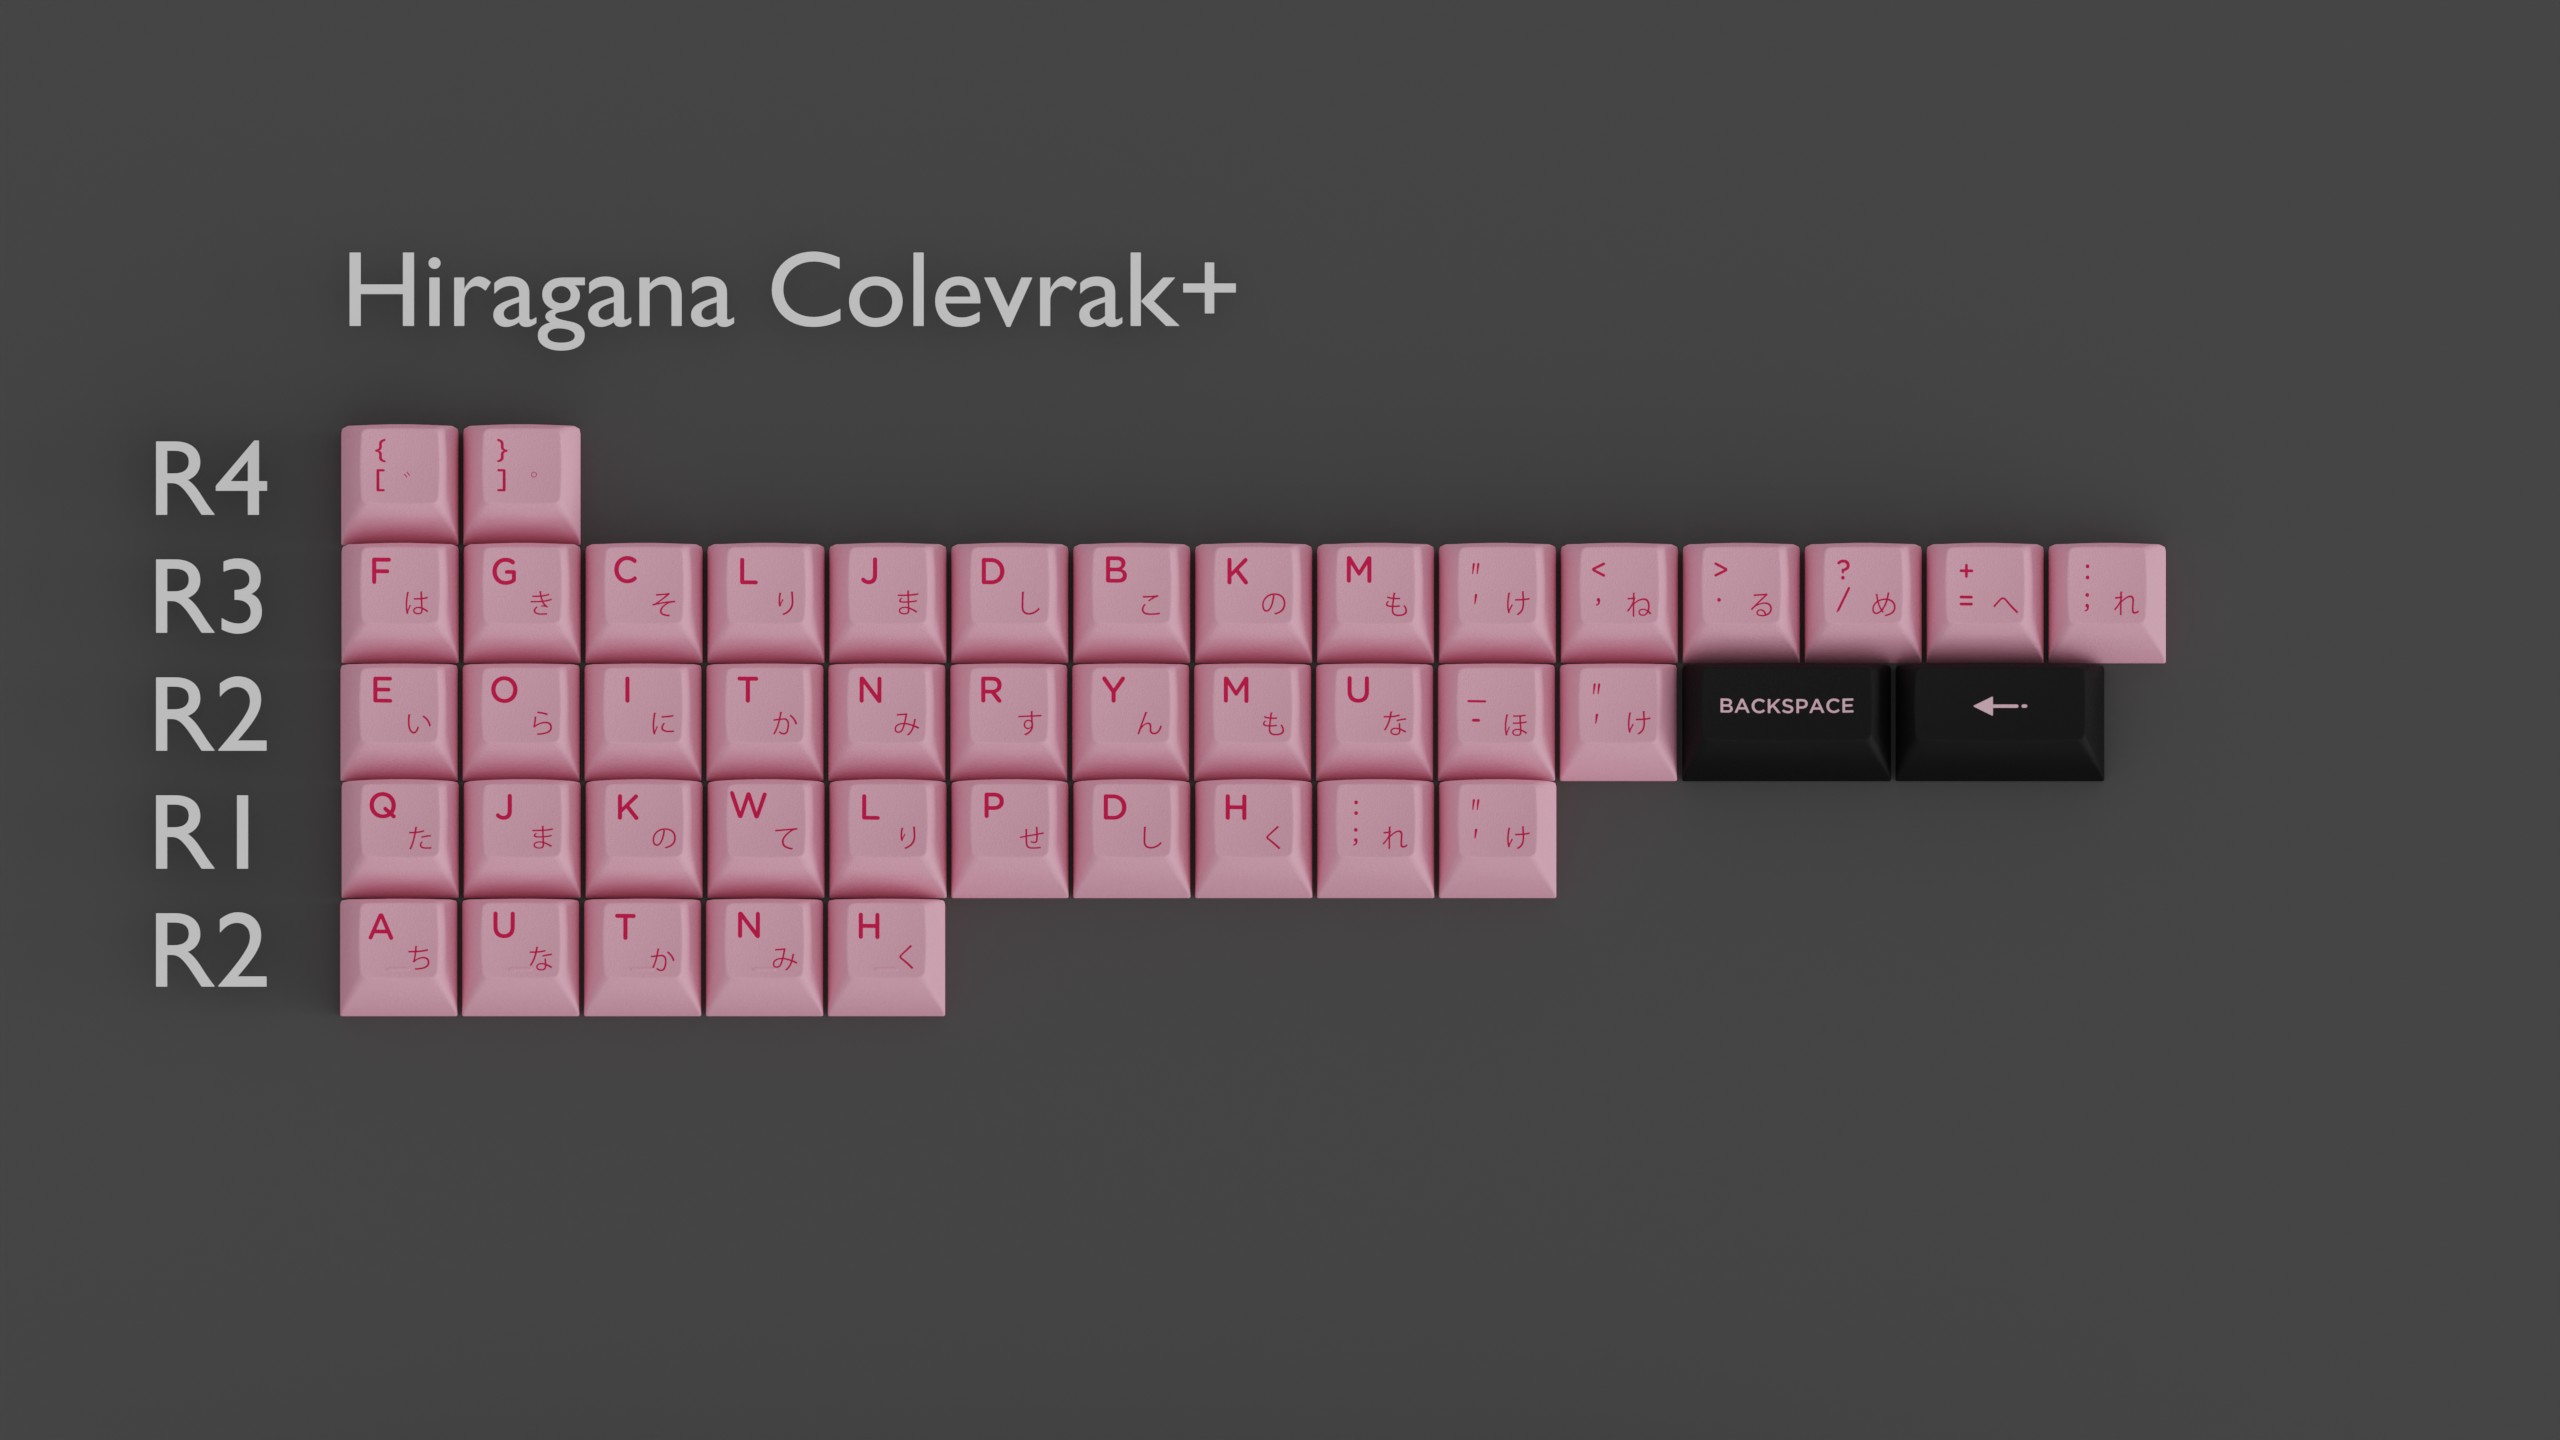 Hiragana Colevrak+
R4 { [ ゛ } ] ゜
R3 F は G き C そ L り J ま D し B こ K の M も " ' け < , ね > . る ? / め + = へ : ; れ
R2 E い O ら I に T か N み R す Y ん M も U な _ - ほ " ' け BACKSPACE ←
R1 Q た J ま K の W て L り P せ D し H く : ; れ " ' け
R2 A ち U な T か N み H く